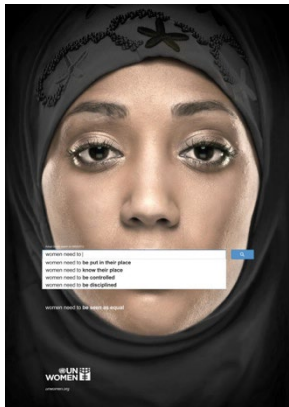 women need to
women need to be put in their place
women need to know their place
women need to be controlled
women need to be disciplined
women need to be seen as equal
UN
WOMEN
unwomen.org